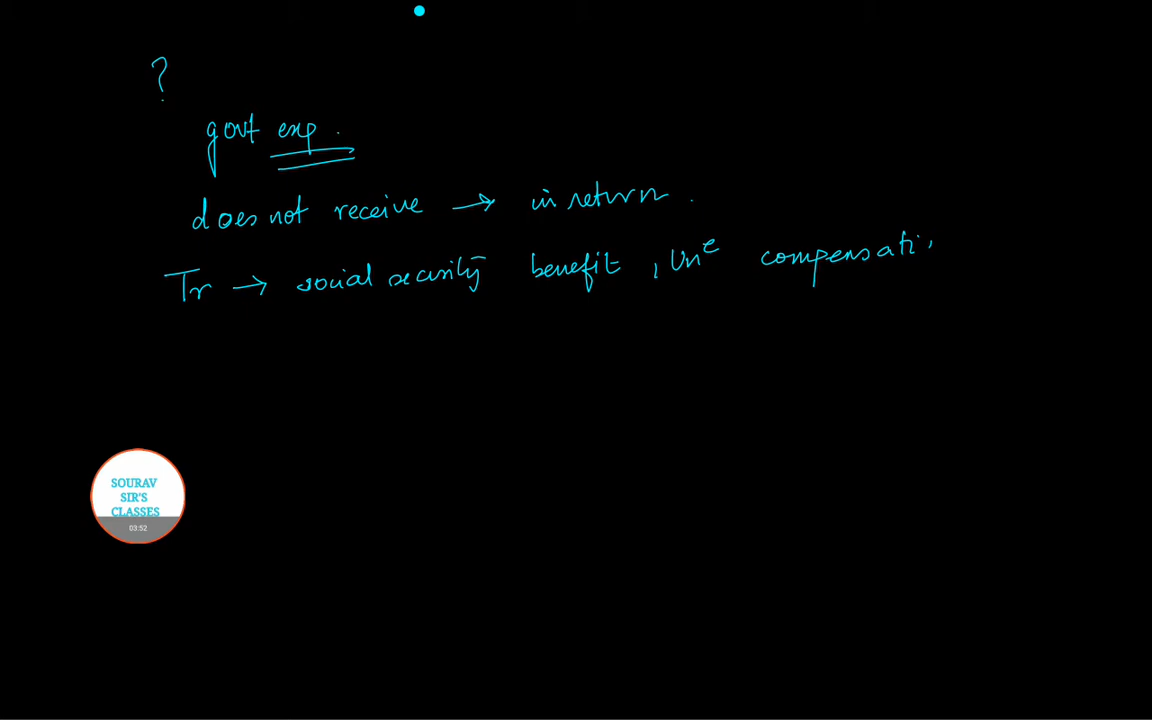 ?
govt exp.
does not receive → in return.
Tr → social security benefit, Unᵉ compensati
SOURAV
SIR'S
CLASSES
03:52